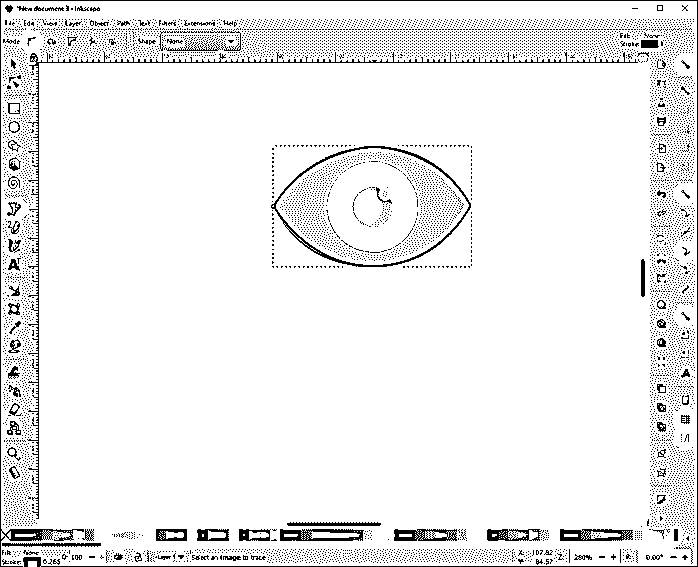 *New document 3 - Inkscape
File Edit View Layer Object Path Text Filters Extensions Help
Mode: Shape: None
Fill: None
Stroke:
Fill: None
Stroke: 0.265
O: 100
Layer 1
Select an image to trace
X: 107.82
Y: 84.57
Z: 280%
R: 0.00°